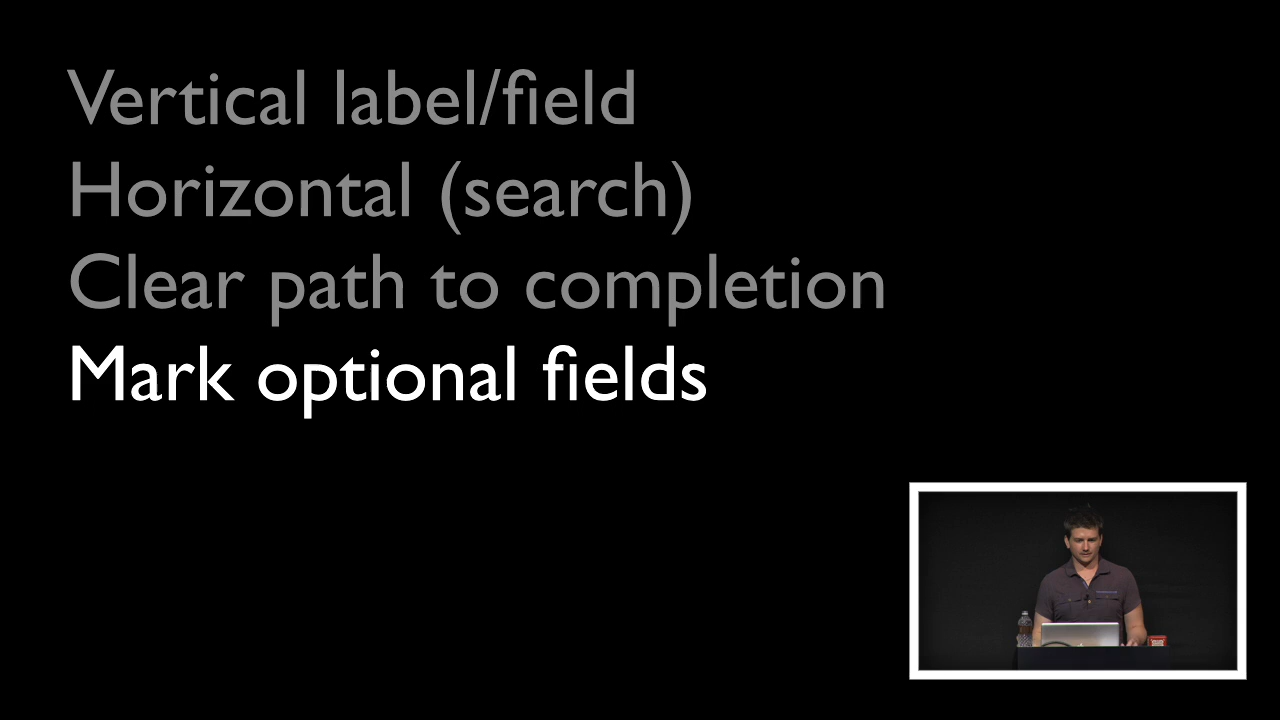 Vertical label/field
Horizontal (search)
Clear path to completion
Mark optional fields